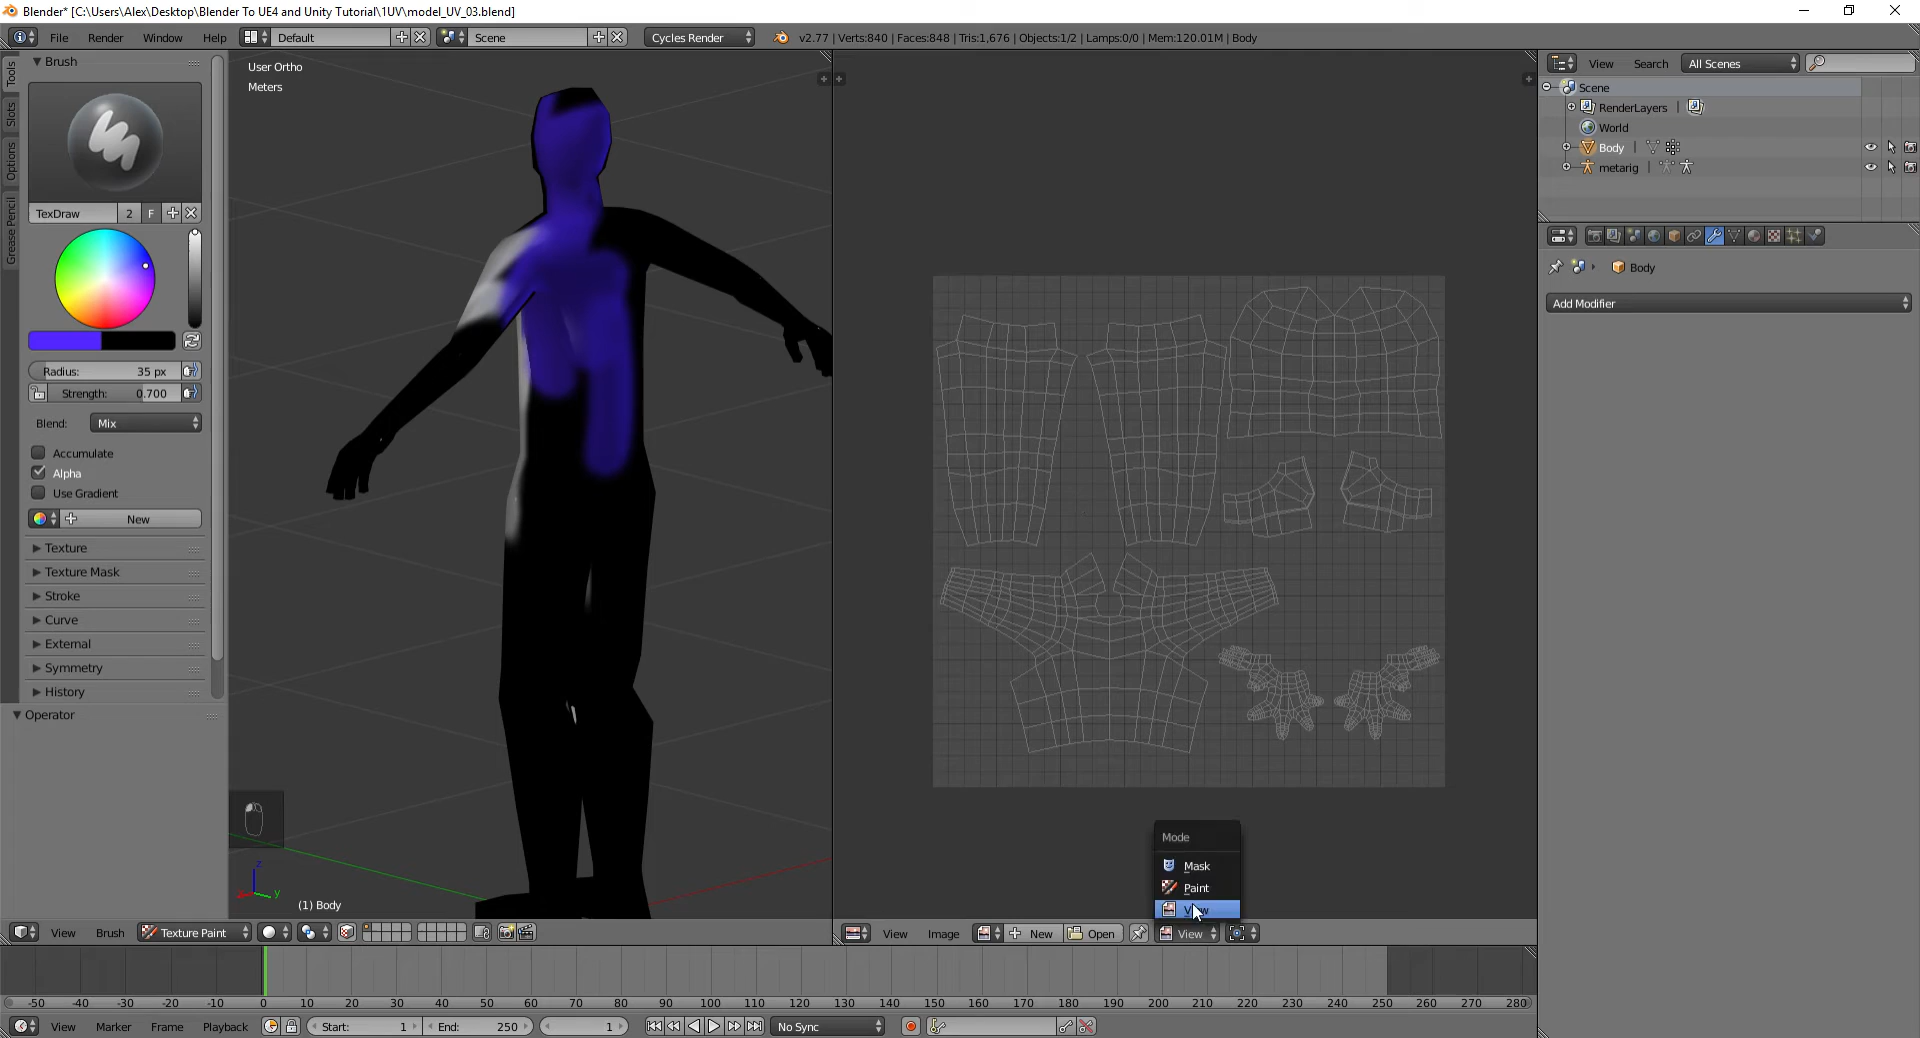 Blender* [C:\Users\Alex\Desktop\Blender To UE4 and Unity Tutorial\1UV\model_UV_03.blend]
File Render Window Help Default Scene Cycles Render v2.77 | Verts:840 | Faces:848 | Tris:1,676 | Objects:1/2 | Lamps:0/0 | Mem:120.01M | Body
Tools
Slots
Options
Grease Pencil
Brush
TexDraw 2 F
Radius: 35 px
Strength: 0.700
Blend: Mix
Accumulate
Alpha
Use Gradient
New
Texture
Texture Mask
Stroke
Curve
External
Symmetry
History
Operator
User Ortho
Meters
z
y
(1) Body
View Brush Texture Paint
Mode
Mask
Paint
View Image New Open View
View Search All Scenes
Scene
RenderLayers |
World
Body |
metarig |
Body
Add Modifier
-50 -40 -30 -20 -10 0 10 20 30 40 50 60 70 80 90 100 110 120 130 140 150 160 170 180 190 200 210 220 230 240 250 260 270 280
View Marker Frame Playback Start: 1 End: 250 1 No Sync